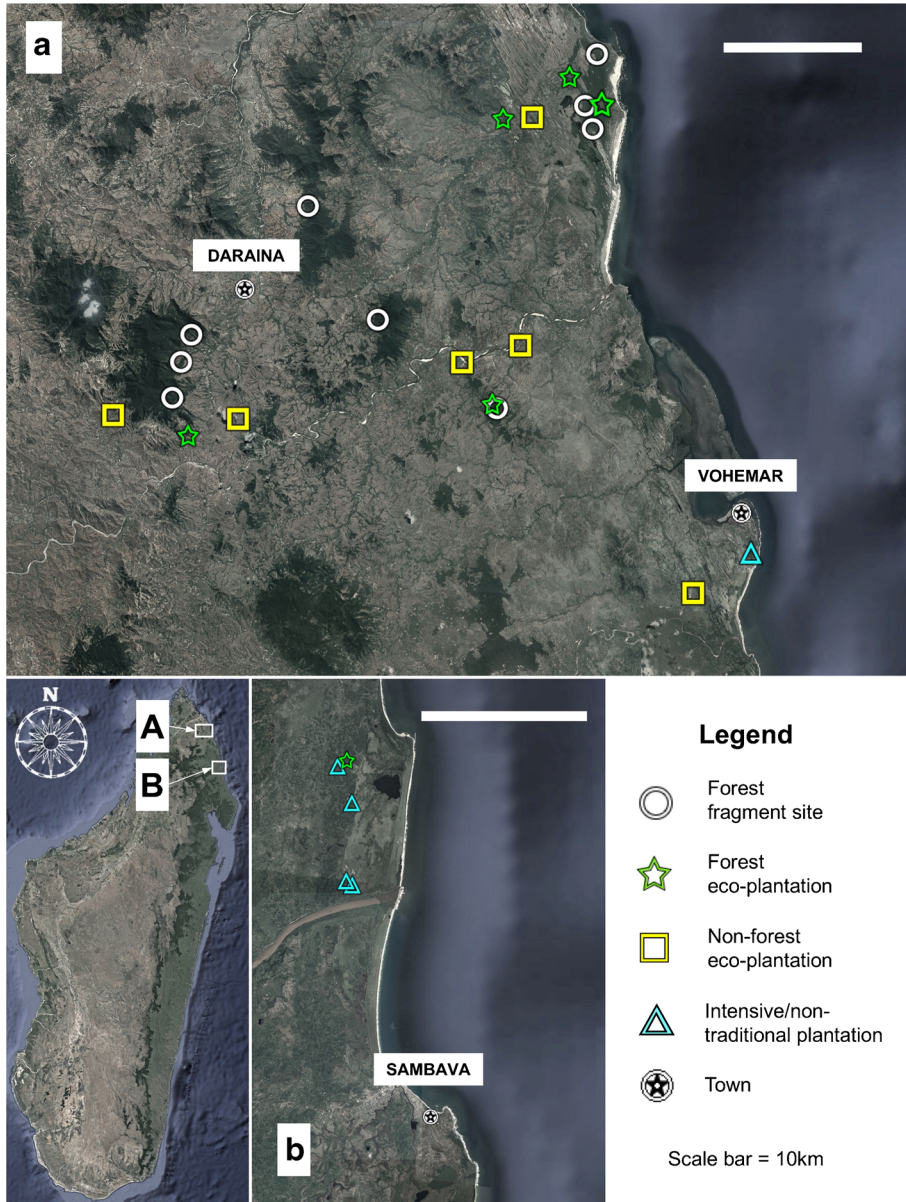 a
DARAINA
VOHEMAR
N
A
B
SAMBAVA
b
Legend
Forest
fragment site
Forest
eco-plantation
Non-forest
eco-plantation
Intensive/non-
traditional plantation
Town
Scale bar = 10km